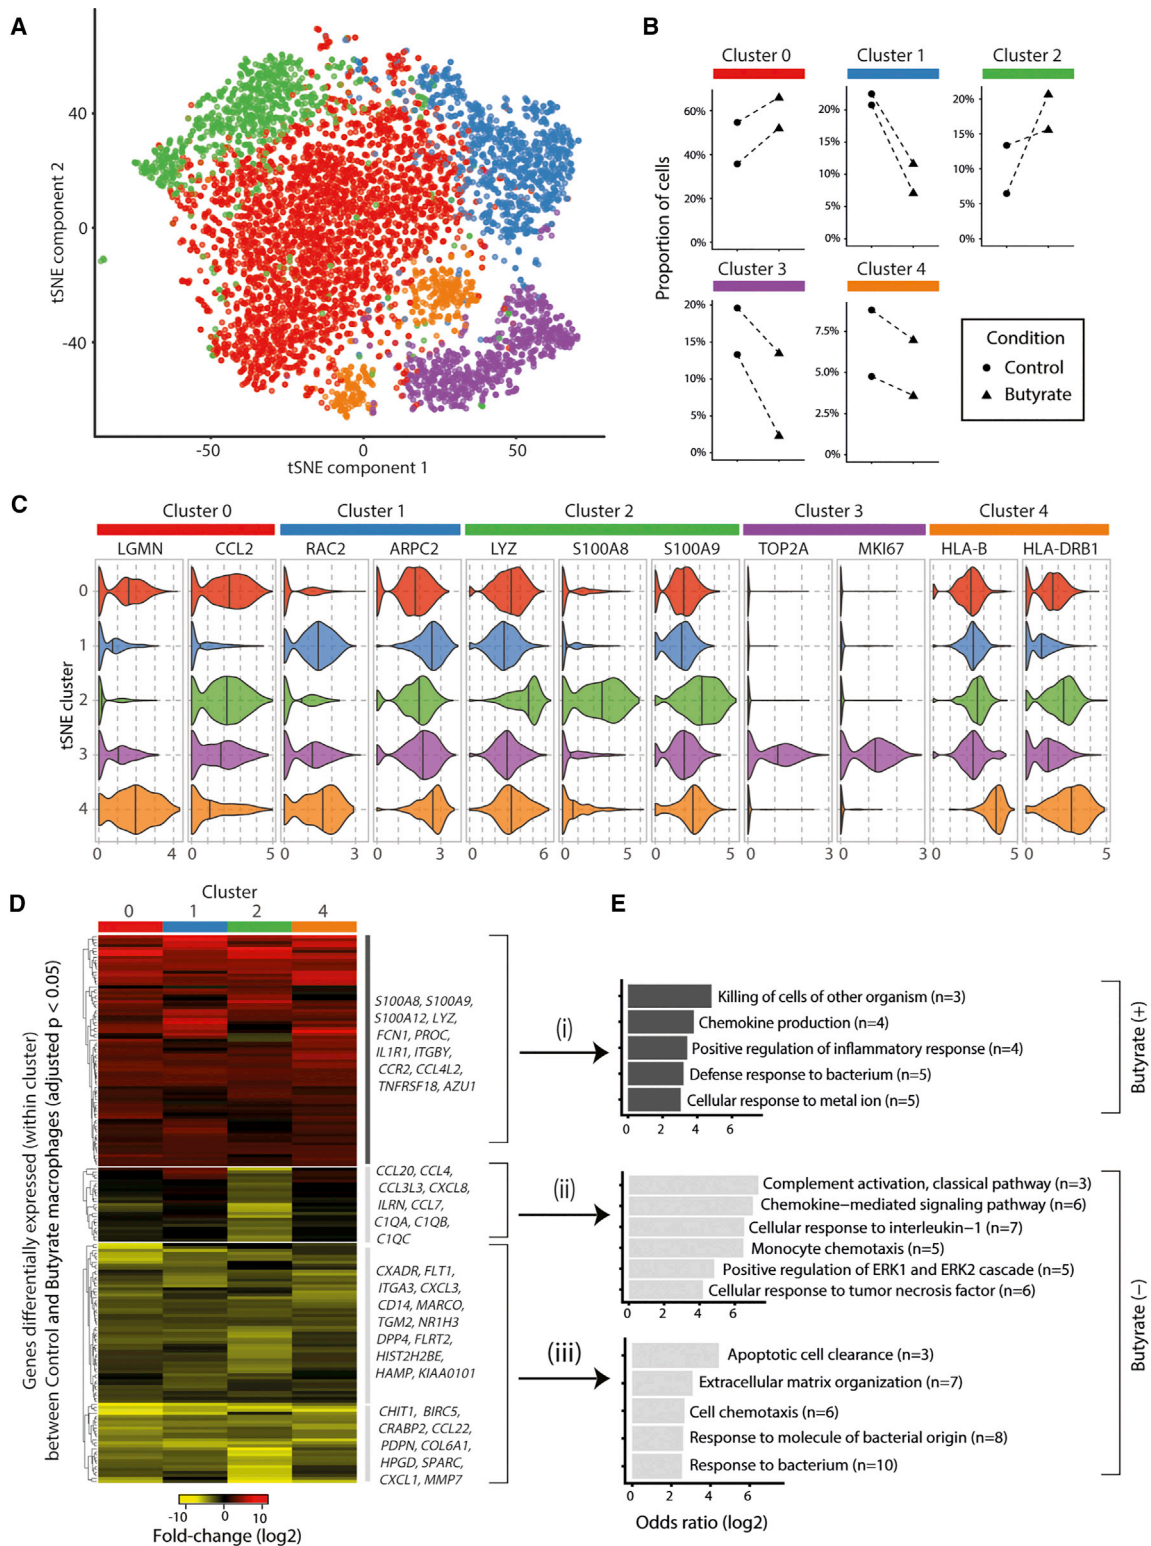 A
tSNE component 2
40
0
-40
-50
0
50
tSNE component 1
B
Proportion of cells
Cluster 0
60%
40%
20%
0%
Cluster 1
20%
15%
10%
5%
0%
Cluster 2
20%
15%
10%
5%
0%
Cluster 3
20%
15%
10%
5%
0%
Cluster 4
7.5%
5.0%
2.5%
0%
Condition
Control
Butyrate
C
Cluster 0
Cluster 1
Cluster 2
Cluster 3
Cluster 4
LGMN
CCL2
RAC2
ARPC2
LYZ
S100A8
S100A9
TOP2A
MKI67
HLA-B
HLA-DRB1
tSNE cluster
0
1
2
3
4
0 4
0 5
0 3
0 3
0 6
0 5
0 5
0 3
0 3
0 5
0 5
D
Cluster
0 1 2 4
Genes differentially expressed (within cluster)
between Control and Butyrate macrophages (adjusted p < 0.05)
S100A8, S100A9,
S100A12, LYZ,
FCN1, PROC,
IL1R1, ITGBY,
CCR2, CCL4L2,
TNFRSF18, AZU1
CCL20, CCL4,
CCL3L3, CXCL8,
ILRN, CCL7,
C1QA, C1QB,
C1QC
CXADR, FLT1,
ITGA3, CXCL3,
CD14, MARCO,
TGM2, NR1H3
DPP4, FLRT2,
HIST2H2BE,
HAMP, KIAA0101
CHIT1, BIRC5,
CRABP2, CCL22,
PDPN, COL6A1,
HPGD, SPARC,
CXCL1, MMP7
-10 0 10
Fold-change (log2)
E
(i)
Killing of cells of other organism (n=3)
Chemokine production (n=4)
Positive regulation of inflammatory response (n=4)
Defense response to bacterium (n=5)
Cellular response to metal ion (n=5)
0 2 4 6
Butyrate (+)
(ii)
Complement activation, classical pathway (n=3)
Chemokine−mediated signaling pathway (n=6)
Cellular response to interleukin−1 (n=7)
Monocyte chemotaxis (n=5)
Positive regulation of ERK1 and ERK2 cascade (n=5)
Cellular response to tumor necrosis factor (n=6)
0 2 4 6
(iii)
Apoptotic cell clearance (n=3)
Extracellular matrix organization (n=7)
Cell chemotaxis (n=6)
Response to molecule of bacterial origin (n=8)
Response to bacterium (n=10)
0 2 4 6
Odds ratio (log2)
Butyrate (−)